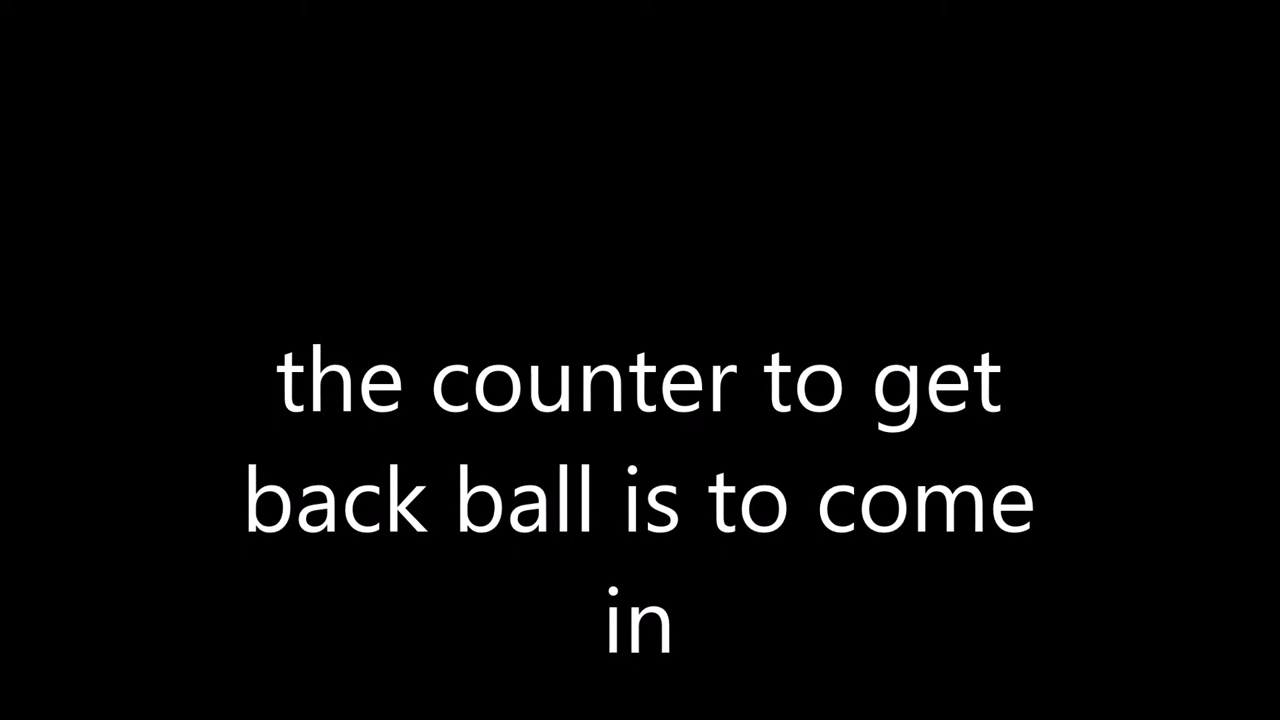 the counter to get
back ball is to come
in